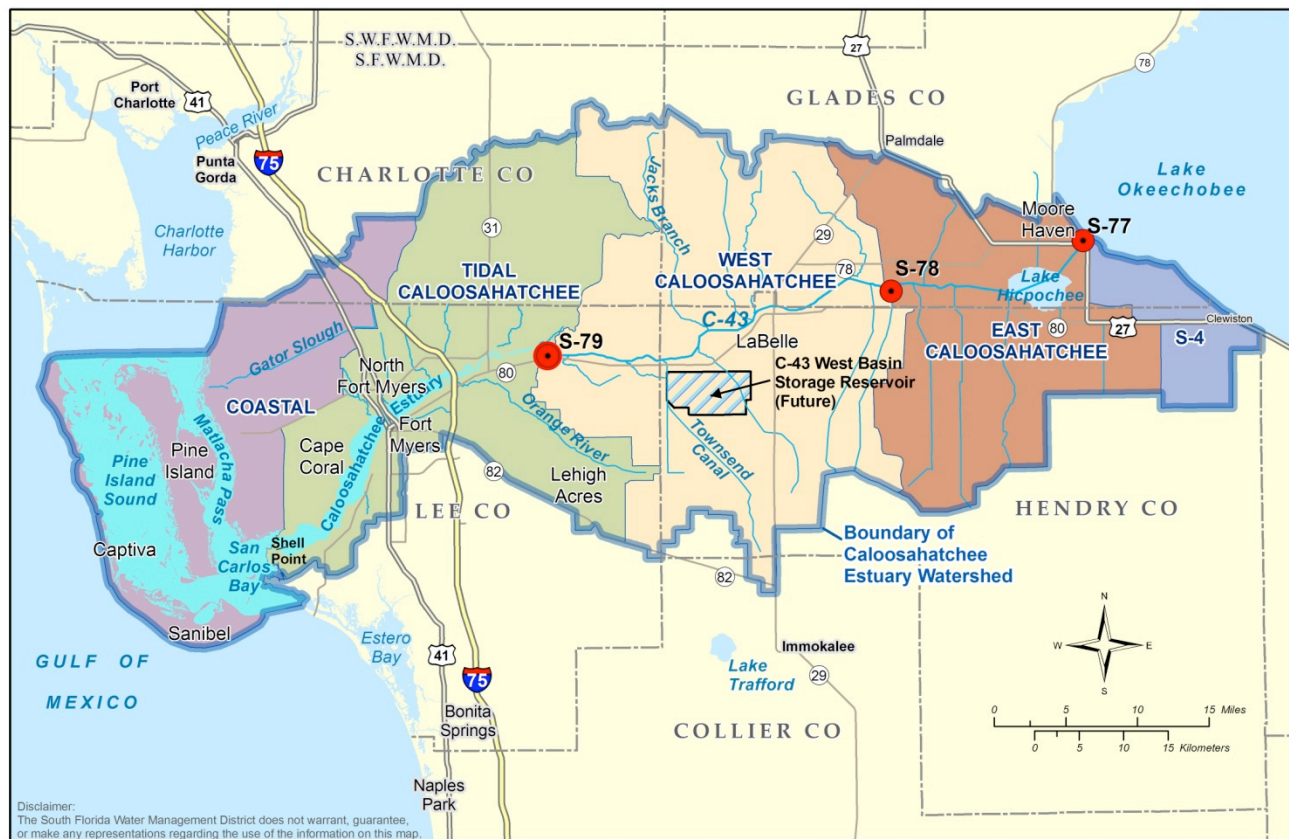 S.W.F.W.M.D.
S.F.W.M.D.
27
78
Port
Charlotte
41
Peace River
GLADES CO
Palmdale
Punta
Gorda
75
CHARLOTTE CO
Jacks Branch
Lake
Okeechobee
Moore
Haven
S-77
Charlotte
Harbor
31
29
TIDAL
CALOOSAHATCHEE
WEST
CALOOSAHATCHEE
78
S-78
Lake
Hicpochee
C-43
S-79
LaBelle
EAST
CALOOSAHATCHEE
80
27
Clewiston
S-4
Gator Slough
North
Fort Myers
80
C-43 West Basin
Storage Reservoir
(Future)
COASTAL
Caloosahatchee Estuary
Fort
Myers
Orange River
Townsend
Canal
Matlacha Pass
Pine
Island
Cape
Coral
Pine
Island
Sound
82
Lehigh
Acres
LEE CO
HENDRY CO
Captiva
San
Carlos
Bay
Shell
Point
Boundary of
Caloosahatchee
Estuary Watershed
82
Sanibel
Estero
Bay
Immokalee
GULF OF
MEXICO
41
75
Lake
Trafford
29
N
W E
S
Bonita
Springs
COLLIER CO
0 5 10 15 Miles
0 5 10 15 Kilometers
Naples
Park
Disclaimer:
The South Florida Water Management District does not warrant, guarantee,
or make any representations regarding the use of the information on this map.